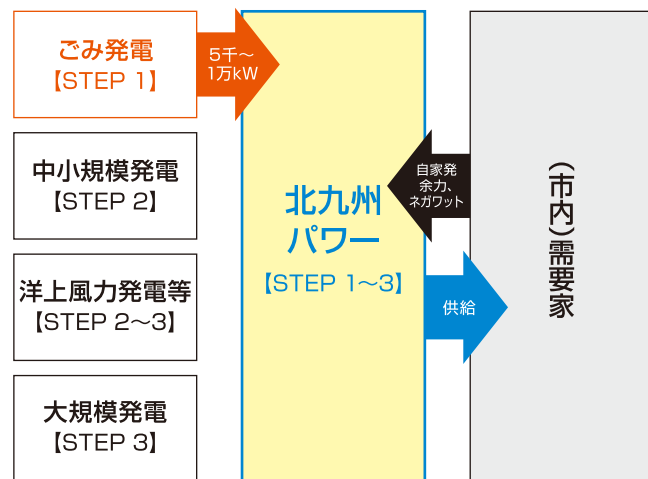 ごみ発電
【STEP 1】
5千〜
1万kW
中小規模発電
【STEP 2】
洋上風力発電等
【STEP 2〜3】
大規模発電
【STEP 3】
北九州
パワー
【STEP 1〜3】
自家発
余力、
ネガワット
供給
（市内）需要家